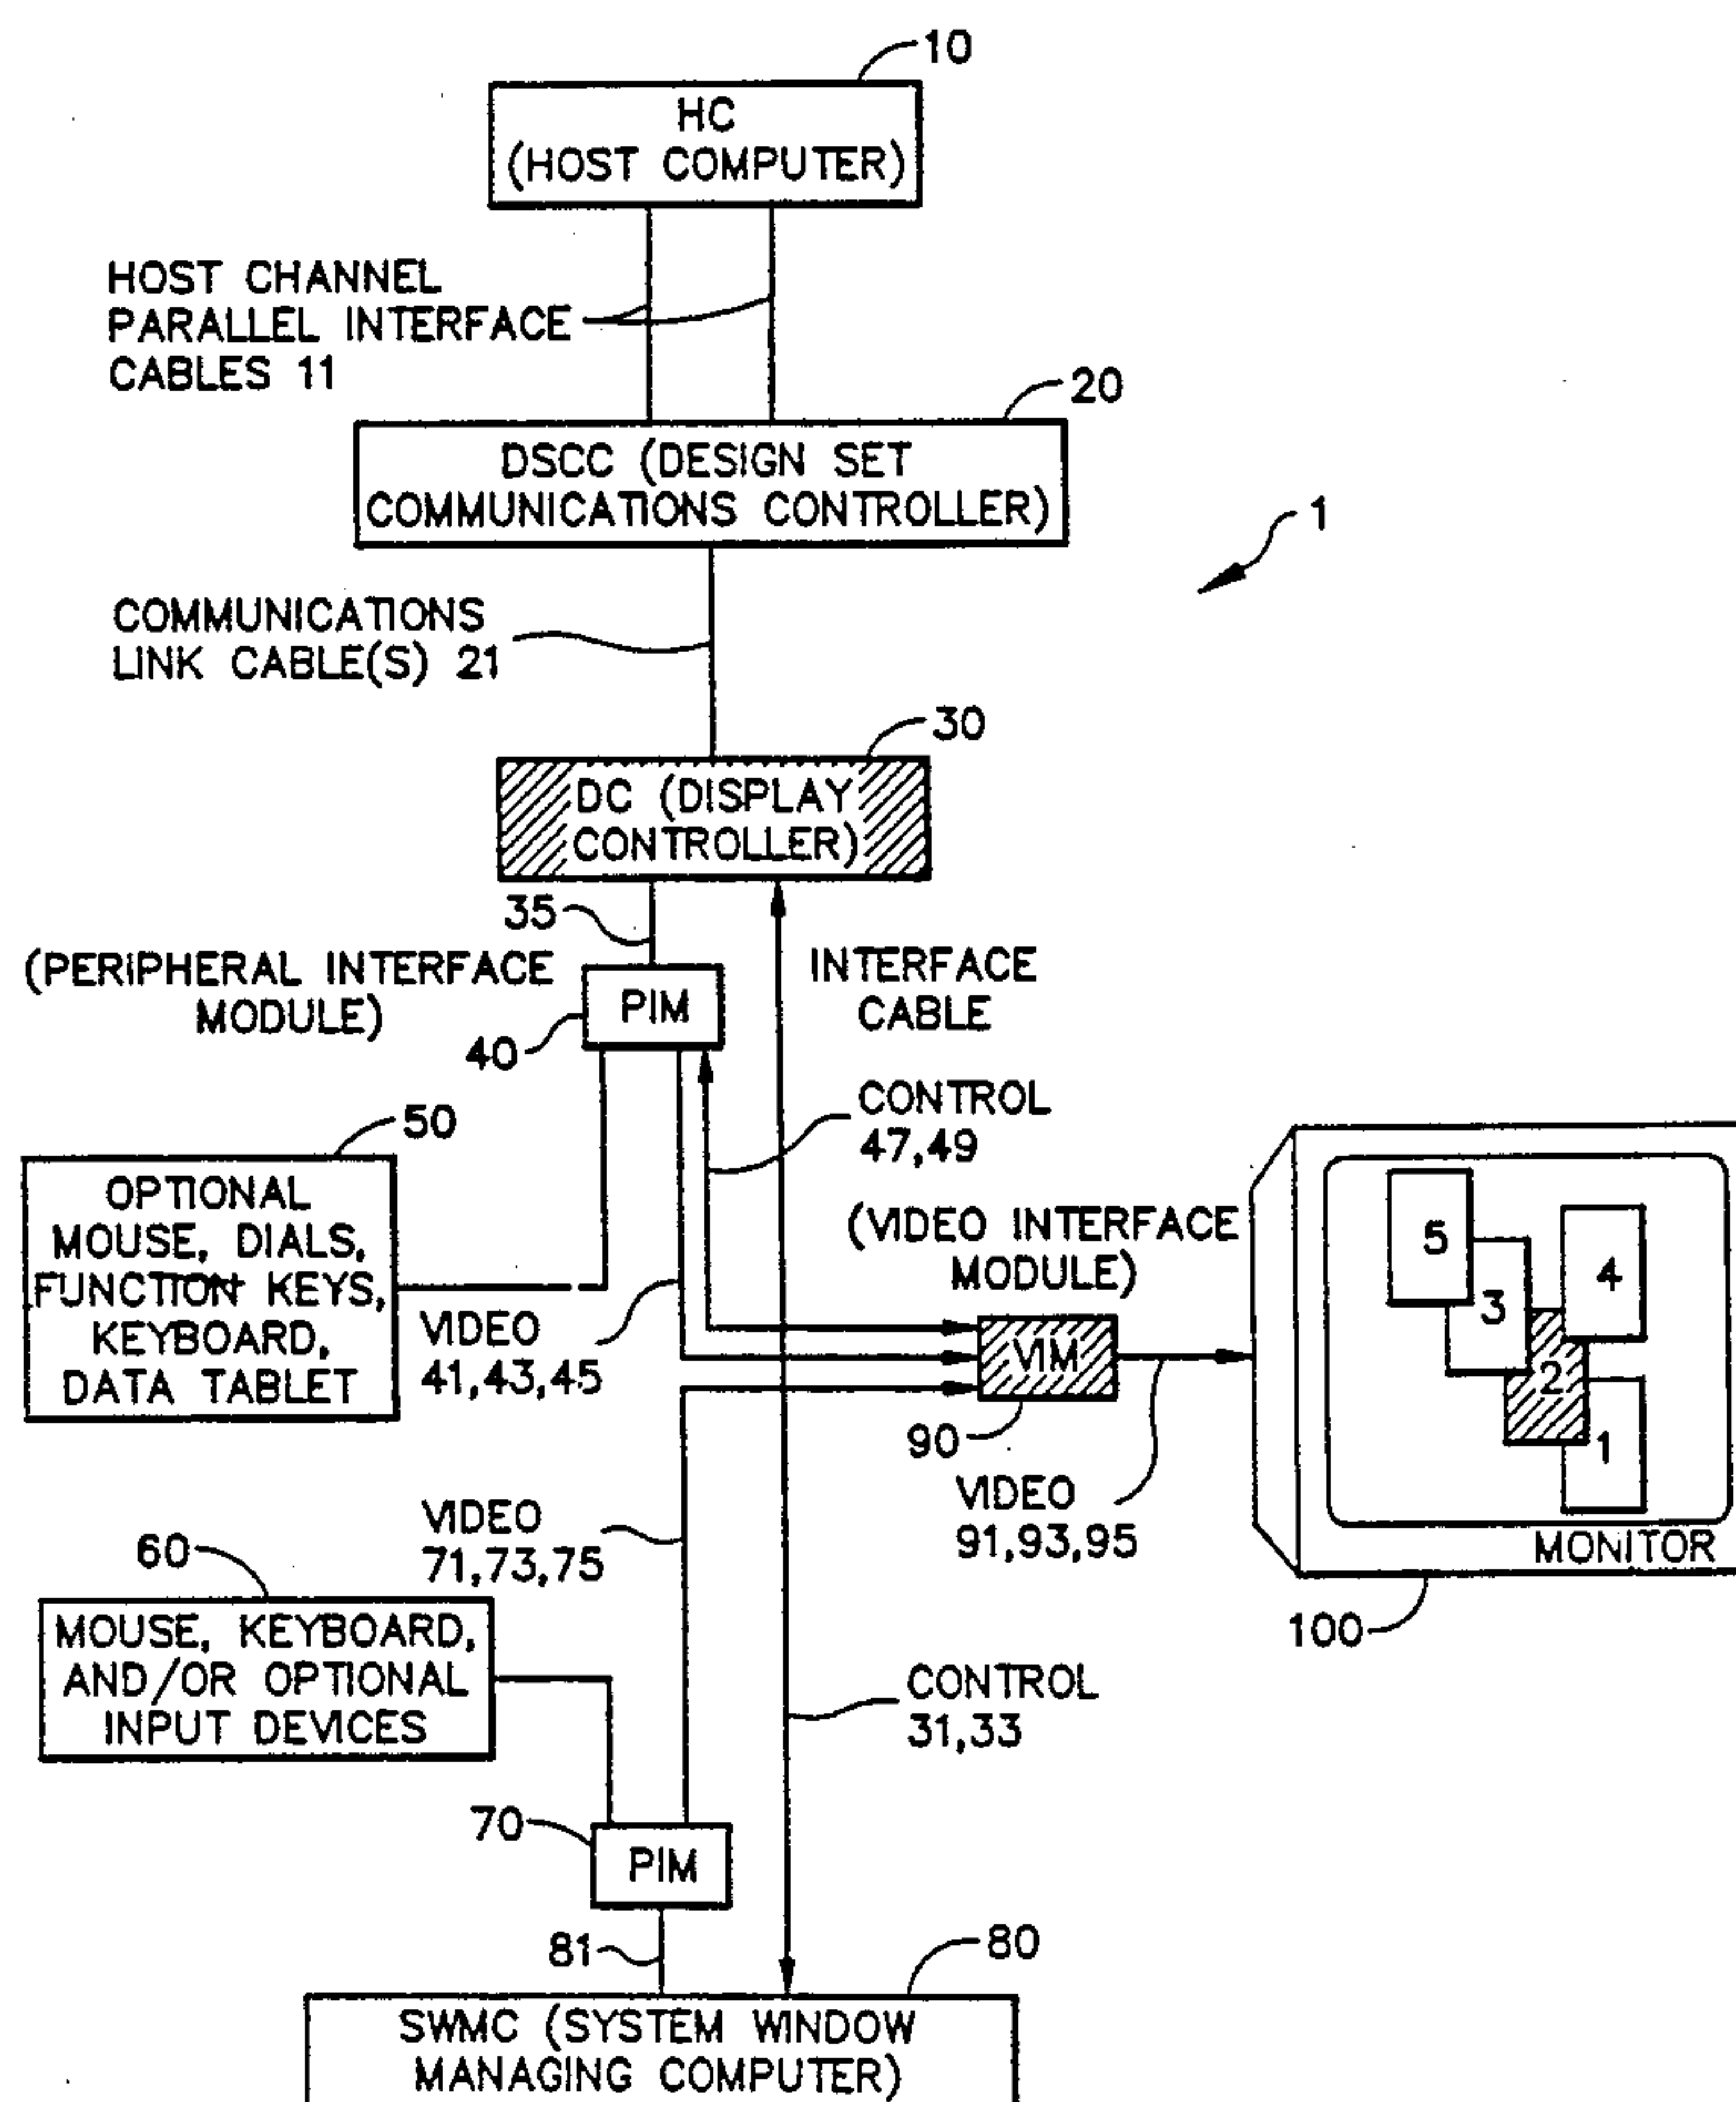 10
HC
(HOST COMPUTER)
HOST CHANNEL
PARALLEL INTERFACE
CABLES 11
20
DSCC (DESIGN SET
COMMUNICATIONS CONTROLLER)
1
COMMUNICATIONS
LINK CABLE(S) 21
30
DC (DISPLAY
CONTROLLER)
35
(PERIPHERAL INTERFACE
MODULE)
PIM
40
INTERFACE
CABLE
CONTROL
47,49
50
OPTIONAL
MOUSE, DIALS,
FUNCTION KEYS,
KEYBOARD,
DATA TABLET
VIDEO
41,43,45
(VIDEO INTERFACE
MODULE)
VIM
90
VIDEO
91,93,95
5
3
4
2
1
MONITOR
100
VIDEO
71,73,75
60
MOUSE, KEYBOARD,
AND/OR OPTIONAL
INPUT DEVICES
CONTROL
31,33
70
PIM
81
80
SWMC (SYSTEM WINDOW
MANAGING COMPUTER)